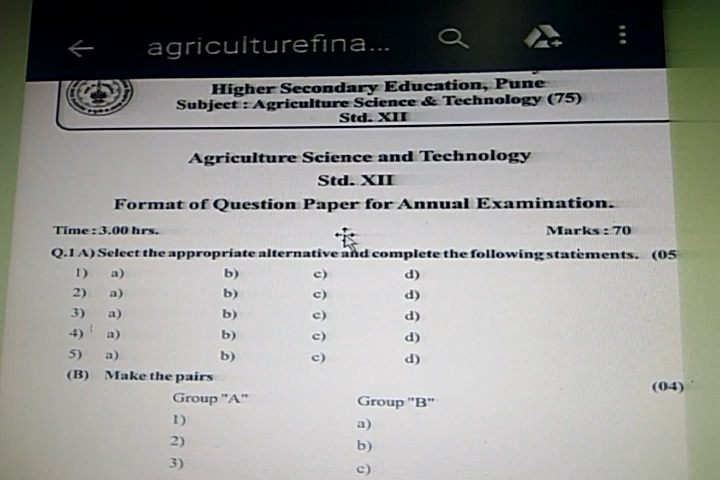 agriculturefina...
Higher Secondary Education, Pune
Subject : Agriculture Science & Technology (75)
Std. XII
Agriculture Science and Technology
Std. XII
Format of Question Paper for Annual Examination.
Time : 3.00 hrs. Marks : 70
Q.1 A) Select the appropriate alternative and complete the following statements. (05
1) a) b) c) d)
2) a) b) c) d)
3) a) b) c) d)
4) a) b) c) d)
5) a) b) c) d)
(B) Make the pairs (04)
Group "A" Group "B"
1) a)
2) b)
3) c)